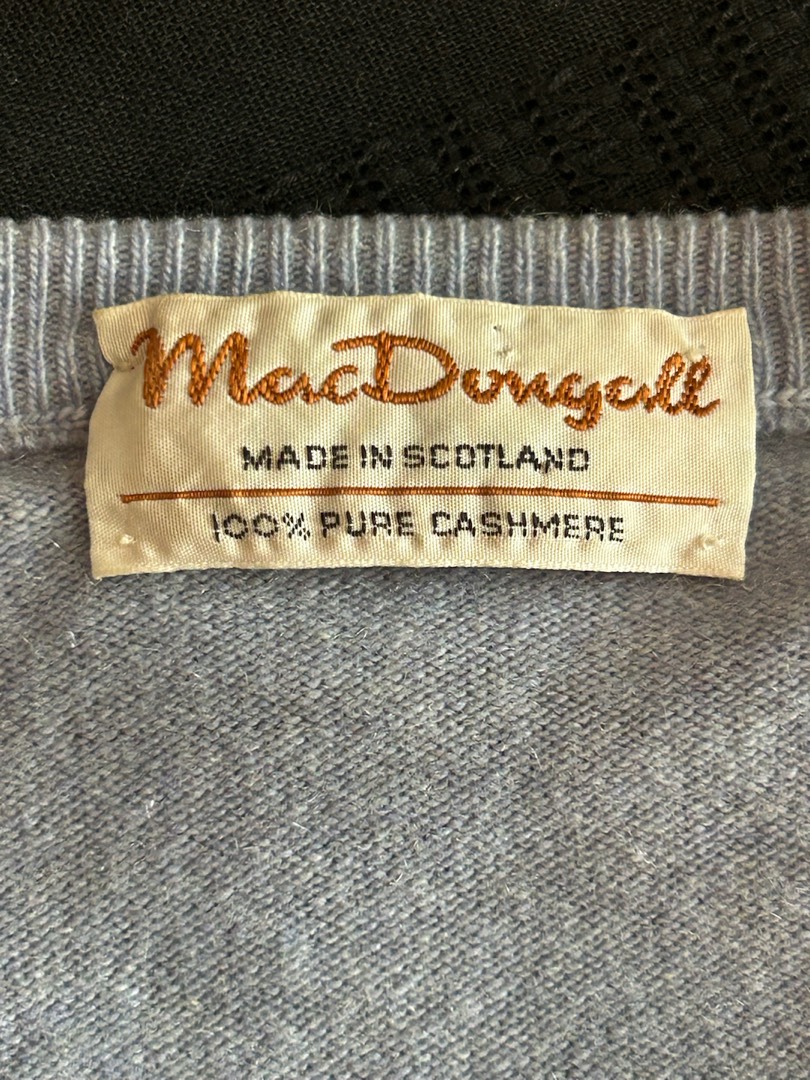 MacDougall
MADE IN SCOTLAND
100% PURE CASHMERE